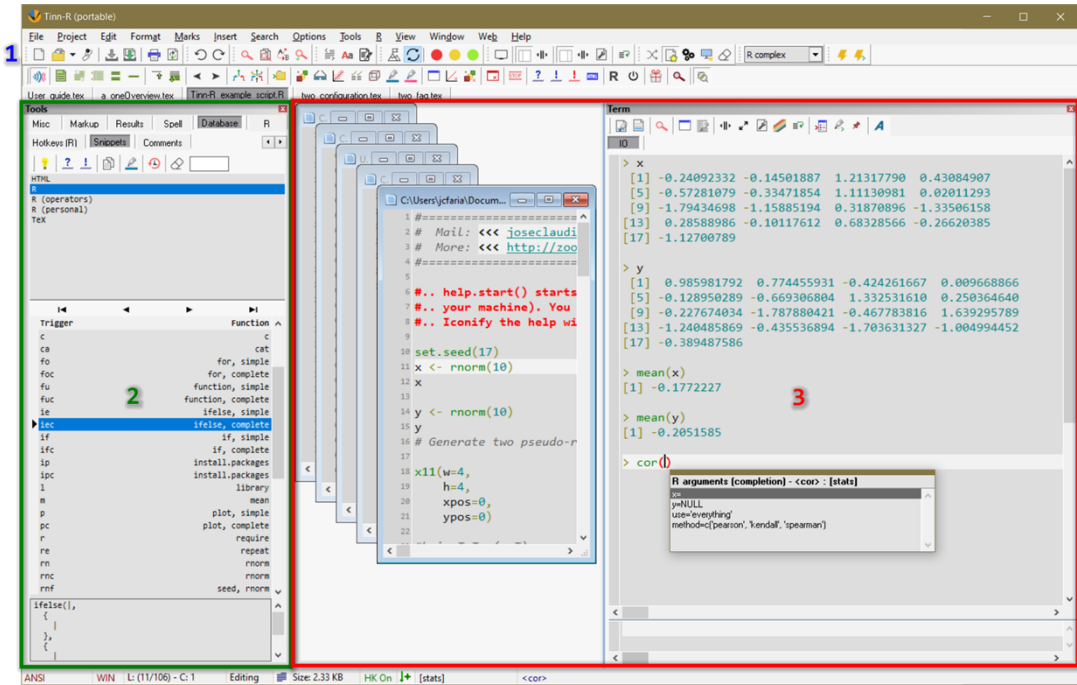 Tinn-R (portable)
File Project Edit Format Marks Insert Search Options Tools R View Window Web Help
1
R complex
User guide.tex a_oneOverview.tex Tinn-R_example_script.R two_configuration.tex two_faq.tex
Tools
Misc Markup Results Spell Database R
Hotkeys (R) Snippets Comments
HTML
R
R (operators)
R (personal)
TeX
Trigger Function
c c
ca cat
fo for, simple
foc for, complete
fu function, simple
fuc function, complete
ie ifelse, simple
iec ifelse, complete
if if, simple
ifc if, complete
ip install.packages
ipc install.packages
l library
m mean
p plot, simple
pc plot, complete
r require
re repeat
rn rnorm
rnc rnorm
rnf seed, rnorm
2
ifelse(|,
{
|
},
{
|
C:\Users\jcfaria\Docum...
1 #=======================
2 # Mail: <<< joseclaudi
3 # More: <<< http://zoo
4 #=======================
5
6 #.. help.start() starts
7 #.. your machine). You
8 #.. Iconify the help wi
9
10 set.seed(17)
11 x <- rnorm(10)
12 x
13
14 y <- rnorm(10)
15 y
16 # Generate two pseudo-r
17
18 x11(w=4,
19 h=4,
20 xpos=0,
21 ypos=0)
22
Term
IO
> x
[1] -0.24092332 -0.14501887 1.21317790 0.43084907
[5] -0.57281079 -0.33471854 1.11130981 0.02011293
[9] -1.79434698 -1.15885194 0.31870896 -1.33506158
[13] 0.28588986 -0.10117612 0.68328566 -0.26620385
[17] -1.12700789
> y
[1] 0.985981792 0.774455931 -0.424261667 0.009668866
[5] -0.128950289 -0.669306804 1.332531610 0.250364640
[9] -0.227674034 -1.787880421 -0.467783816 1.639295789
[13] -1.240485869 -0.435536894 -1.703631327 -1.004994452
[17] -0.389487586
> mean(x)
[1] -0.1772227
3
> mean(y)
[1] -0.2051585
> cor()
R arguments (completion) - <cor> : [stats]
x=
y=NULL
use='everything'
method=c('pearson', 'kendall', 'spearman')
ANSI WIN L: (11/106) - C: 1 Editing Size: 2.33 KB HK On [stats] <cor>